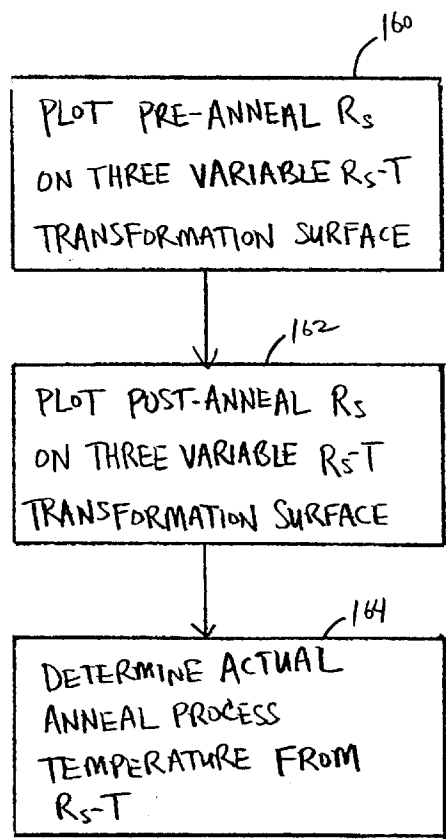 160
PLOT PRE-ANNEAL Rs
ON THREE VARIABLE Rs-T
TRANSFORMATION SURFACE
162
PLOT POST-ANNEAL Rs
ON THREE VARIABLE Rs-T
TRANSFORMATION SURFACE
164
DETERMINE ACTUAL
ANNEAL PROCESS
TEMPERATURE FROM
Rs-T